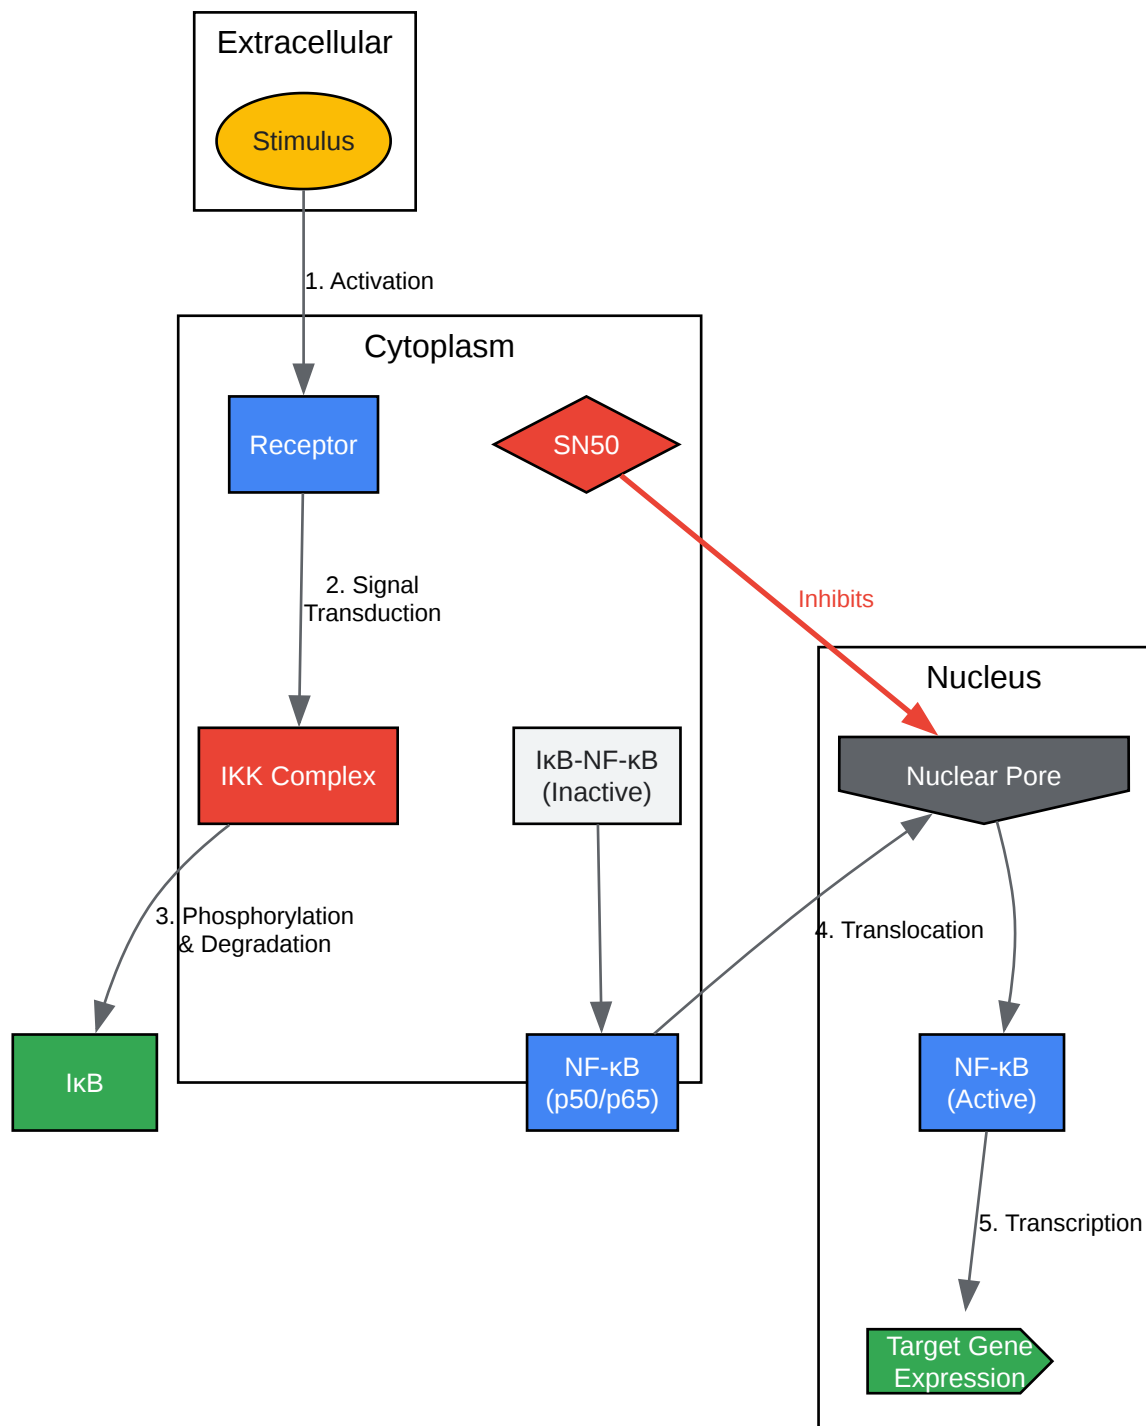 Extracellular
Stimulus
1. Activation
Cytoplasm
Receptor
SN50
2. Signal
Transduction
Inhibits
Nucleus
IKK Complex
IκB-NF-κB
(Inactive)
Nuclear Pore
3. Phosphorylation
& Degradation
4. Translocation
IκB
NF-κB
(p50/p65)
NF-κB
(Active)
5. Transcription
Target Gene
Expression